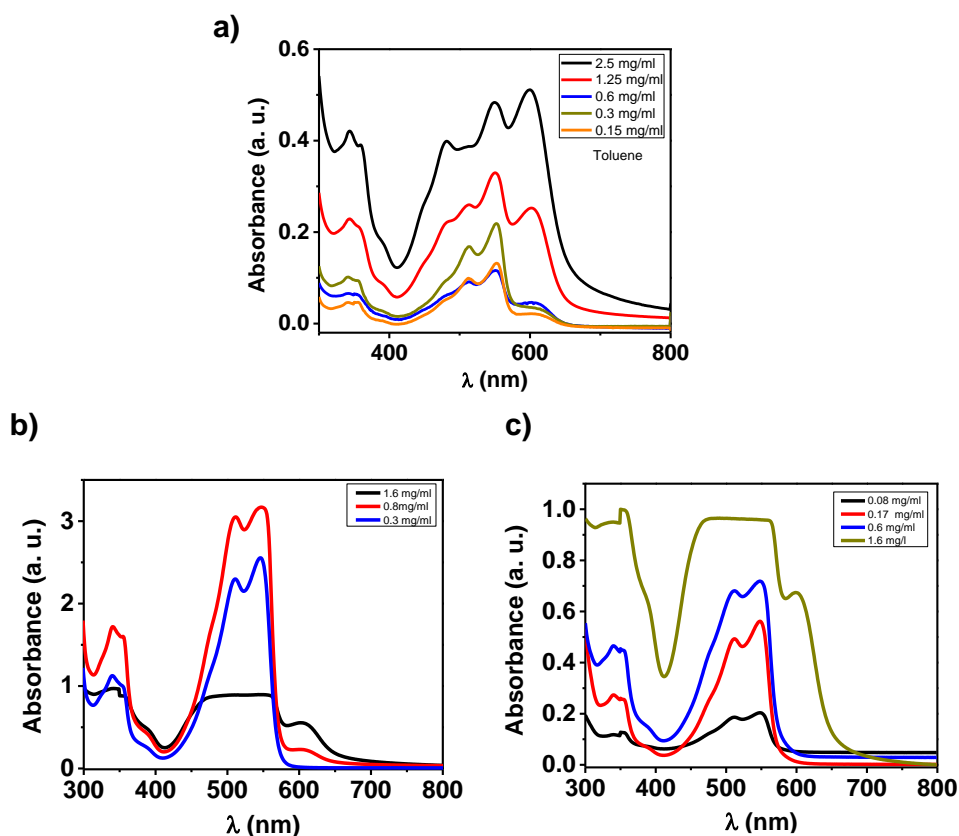 a)
0.6
0.4
0.2
0.0
Absorbance (a. u.)
2.5 mg/ml
1.25 mg/ml
0.6 mg/ml
0.3 mg/ml
0.15 mg/ml
Toluene
400
600
800
λ (nm)
b)
3
2
1
0
Absorbance (a. u.)
1.6 mg/ml
0.8mg/ml
0.3 mg/ml
300 400 500 600 700 800
λ (nm)
c)
1.0
0.8
0.6
0.4
0.2
0.0
Absorbance (a. u.)
0.08 mg/ml
0.17 mg/ml
0.6 mg/ml
1.6 mg/l
300 400 500 600 700 800
λ (nm)